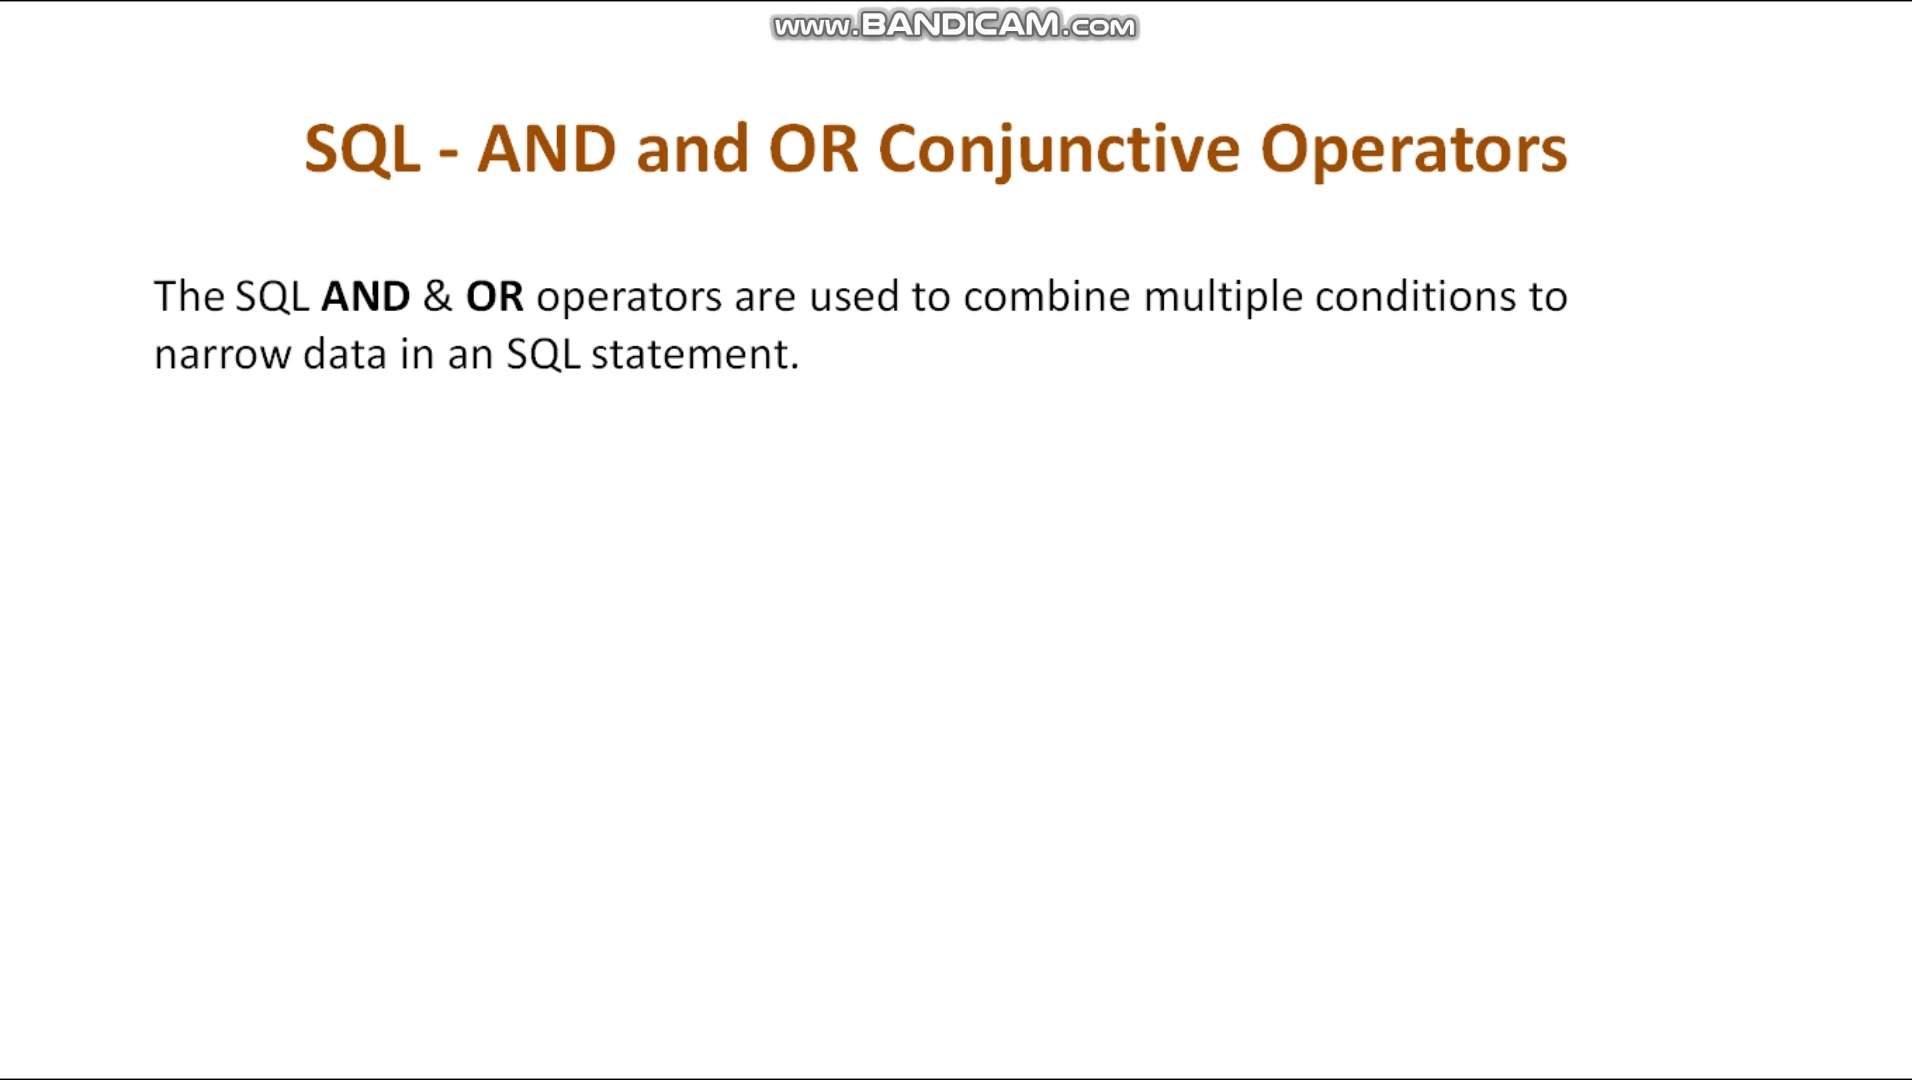 www.BANDICAM.com
SQL - AND and OR Conjunctive Operators
The SQL AND & OR operators are used to combine multiple conditions to
narrow data in an SQL statement.